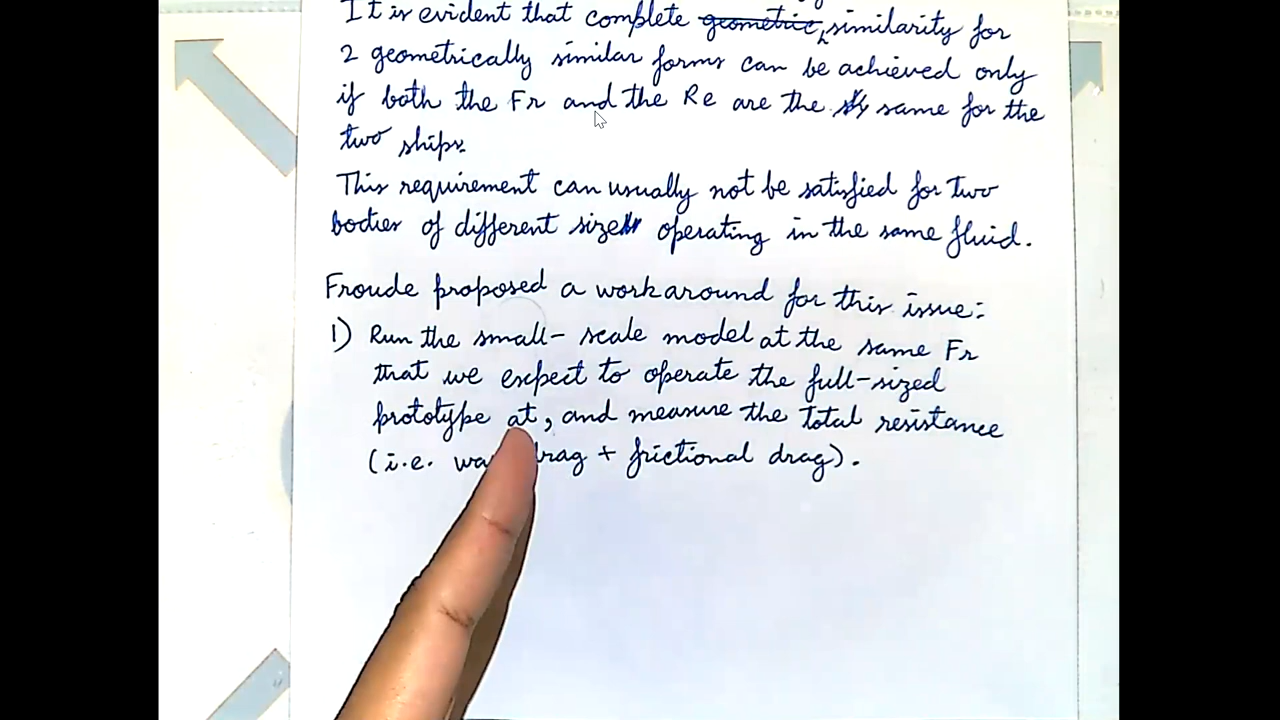 It is evident that complete geometric similarity for
2 geometrically similar forms can be achieved only
if both the Fr and the Re are the same for the
two ships.
This requirement can usually not be satisfied for two
bodies of different size operating in the same fluid.
Froude proposed a workaround for this issue:
1) Run the small-scale model at the same Fr
that we expect to operate the full-sized
prototype at, and measure the total resistance
(i.e. drag + frictional drag).